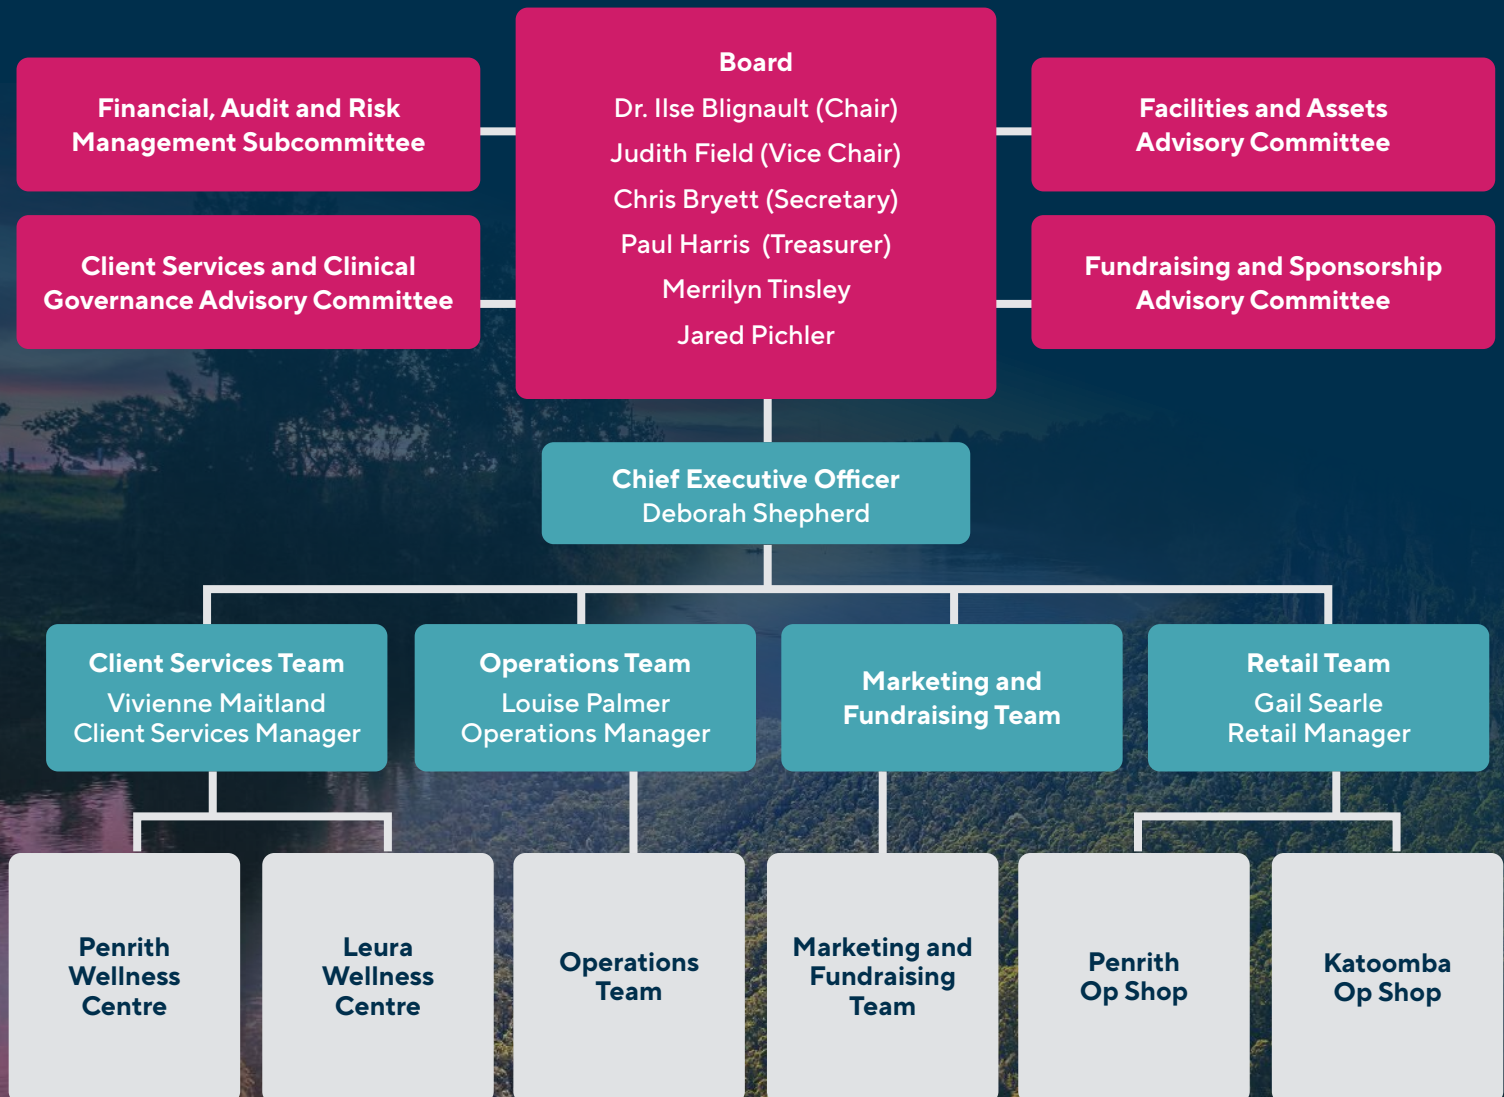 Board
Dr. Ilse Blignault (Chair)
Judith Field (Vice Chair)
Chris Bryett (Secretary)
Paul Harris (Treasurer)
Merrilyn Tinsley
Jared Pichler
Financial, Audit and Risk
Management Subcommittee
Client Services and Clinical
Governance Advisory Committee
Facilities and Assets
Advisory Committee
Fundraising and Sponsorship
Advisory Committee
Chief Executive Officer
Deborah Shepherd
Client Services Team
Vivienne Maitland
Client Services Manager
Operations Team
Louise Palmer
Operations Manager
Marketing and
Fundraising Team
Retail Team
Gail Searle
Retail Manager
Penrith
Wellness
Centre
Leura
Wellness
Centre
Operations
Team
Marketing and
Fundraising
Team
Penrith
Op Shop
Katoomba
Op Shop